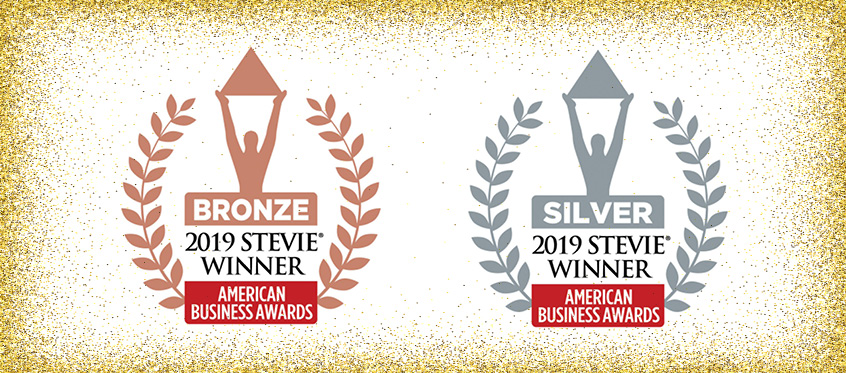 BRONZE
2019 STEVIE®
WINNER
AMERICAN
BUSINESS AWARDS
SILVER
2019 STEVIE®
WINNER
AMERICAN
BUSINESS AWARDS